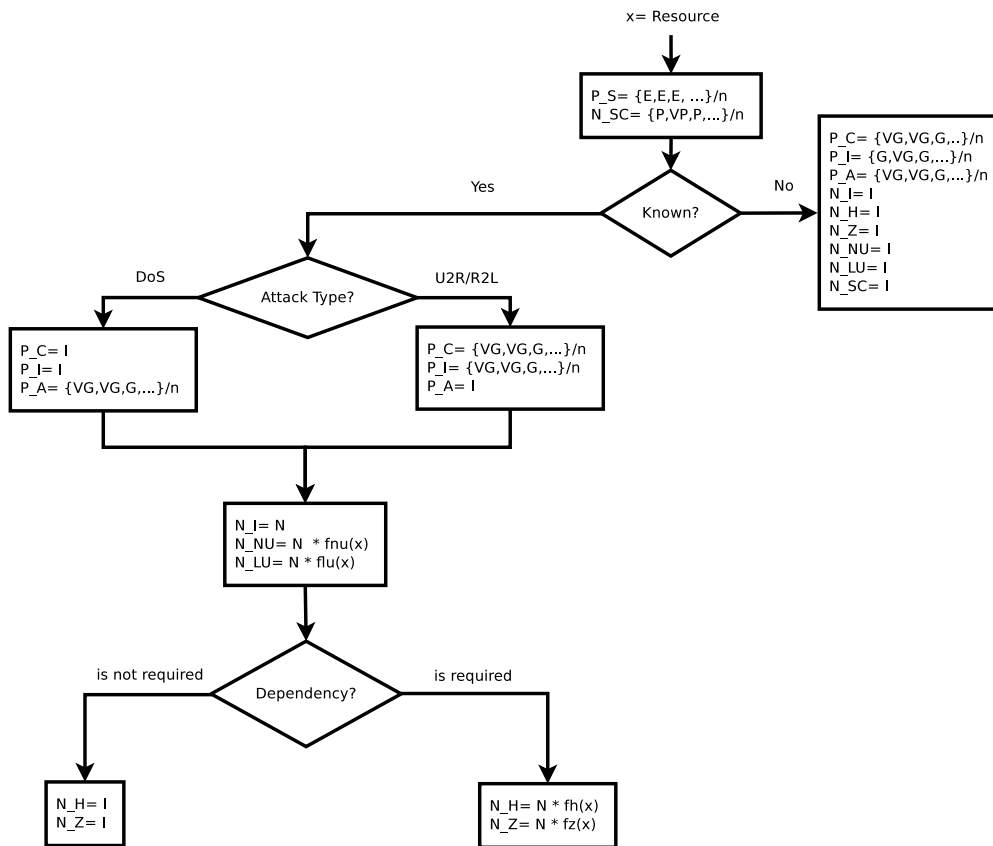 x= Resource
P_S= {E,E,E, ...}/n
N_SC= {P,VP,P,...}/n
P_C= {VG,VG,G,..}/n
P_I= {G,VG,G,...}/n
P_A= {VG,VG,G,...}/n
N_I= I
N_H= I
N_Z= I
N_NU= I
N_LU= I
N_SC= I
Yes
Known?
No
DoS
Attack Type?
U2R/R2L
P_C= I
P_I= I
P_A= {VG,VG,G,...}/n
P_C= {VG,VG,G,...}/n
P_I= {VG,VG,G,...}/n
P_A= I
N_I= N
N_NU= N * fnu(x)
N_LU= N * flu(x)
is not required
Dependency?
is required
N_H= I
N_Z= I
N_H= N * fh(x)
N_Z= N * fz(x)